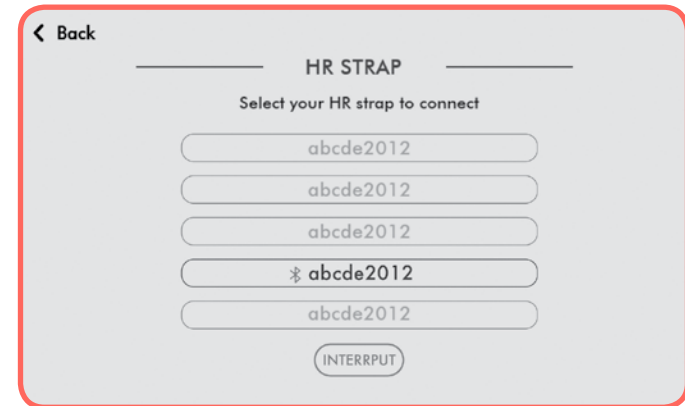 Back
HR STRAP
Select your HR strap to connect
abcde2012
abcde2012
abcde2012
abcde2012
abcde2012
INTERRPUT